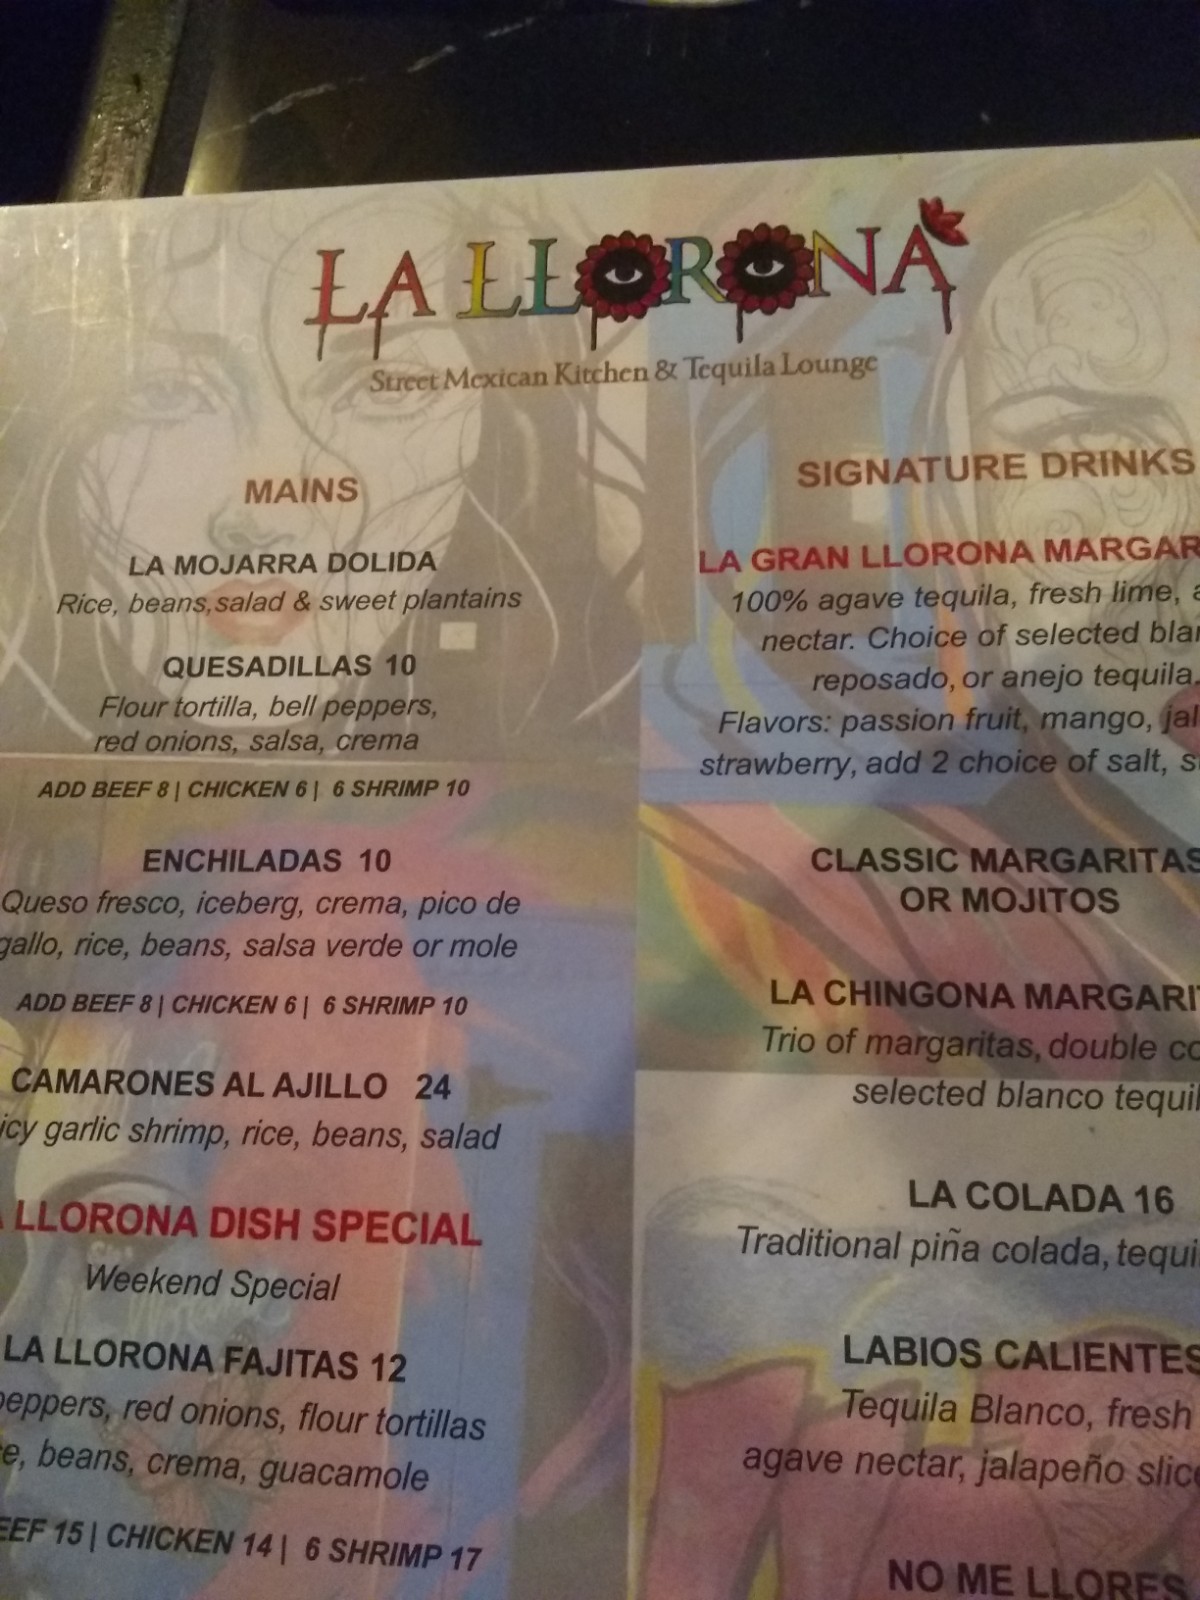 LA LLORONA
Street Mexican Kitchen & Tequila Lounge
MAINS
LA MOJARRA DOLIDA
Rice, beans, salad & sweet plantains
QUESADILLAS 10
Flour tortilla, bell peppers,
red onions, salsa, crema
ADD BEEF 8 | CHICKEN 6 | 6 SHRIMP 10
ENCHILADAS 10
Queso fresco, iceberg, crema, pico de
gallo, rice, beans, salsa verde or mole
ADD BEEF 8 | CHICKEN 6 | 6 SHRIMP 10
CAMARONES AL AJILLO 24
garlic shrimp, rice, beans, salad
LLORONA DISH SPECIAL
Weekend Special
LA LLORONA FAJITAS 12
peppers, red onions, flour tortillas
beans, crema, guacamole
15 | CHICKEN 14 | 6 SHRIMP 17
SIGNATURE DRINKS
LA GRAN LLORONA
100% agave tequila, fresh lime,
nectar. Choice of selected
reposado, or anejo tequila.
Flavors: passion fruit, mango,
strawberry, add 2 choice of salt,
CLASSIC MARGARITAS
OR MOJITOS
LA CHINGONA
Trio of margaritas, double
selected blanco
LA COLADA 16
Traditional piña colada,
LABIOS CALIENTES
Tequila Blanco, fresh
agave nectar, jalapeño
NO ME LLORES